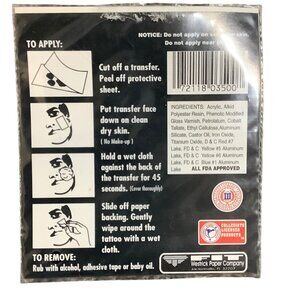 TO APPLY:
NOTICE: Do not apply on sensitive skin.
Do not apply near
Cut off a transfer.
Peel off protective
sheet.
72118 03500
Put transfer face
down on clean
dry skin.
( No Make-up )
INGREDIENTS: Acrylic, Alkid
Polyester Resin, Phenolic Modified
Gloss Varnish, Petrolatum, Cobalt
Tallate, Ethyl Cellulose, Aluminum
Silicate, Castor Oil, Iron Oxide,
Titanium Oxide, D & C Red #7
Lake, FD & C Yellow #5 Aluminum
Lake, FD & C Yellow #6 Aluminum
Lake, FD & C Blue #1 Aluminum
Lake. ALL FDA APPROVED
Hold a wet cloth
against the back of
the transfer for 45
seconds. (Cover thoroughly)
Slide off paper
backing. Gently
wipe around the
tattoo with a wet
cloth.
COLLEGIATE
LICENSED
PRODUCTS
TO REMOVE:
Rub with alcohol, adhesive tape or baby oil.
Westrick Paper Company